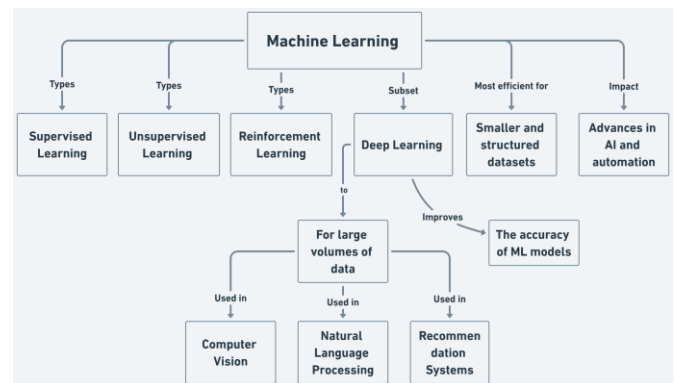 Machine Learning
Types
Types
Types
Subset
Most efficient for
Impact
Supervised
Learning
Unsupervised
Learning
Reinforcement
Learning
Deep Learning
Smaller and
structured
datasets
Advances in
AI and
automation
to
Improves
For large
volumes of
data
The accuracy
of ML models
Used in
Used in
Used in
Computer
Vision
Natural
Language
Processing
Recommen
dation
Systems